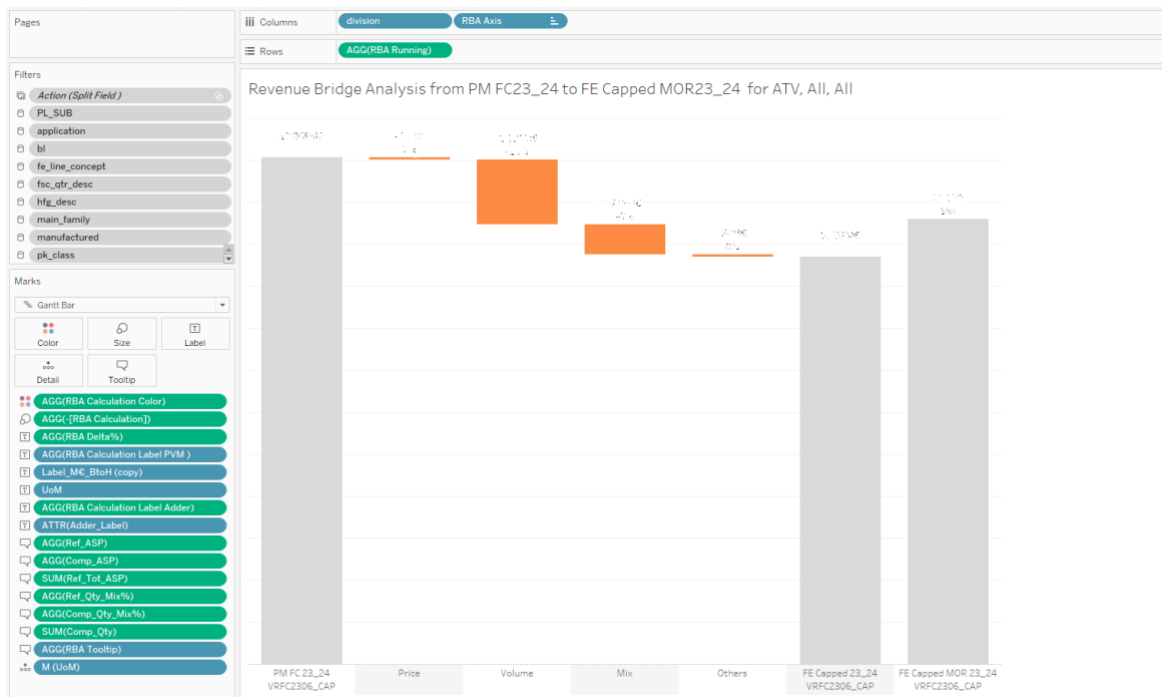 Pages
Columns
division
RBA Axis
Rows
AGG(RBA Running)
Filters
Action (Split Field )
PL_SUB
application
bl
fe_line_concept
fsc_qtr_desc
hfg_desc
main_family
manufactured
pk_class
Marks
Gantt Bar
Color
Size
Label
Detail
Tooltip
AGG(RBA Calculation Color)
AGG(-[RBA Calculation])
AGG(RBA Delta%)
AGG(RBA Calculation Label PVM )
Label_M€_BtoH (copy)
UoM
AGG(RBA Calculation Label Adder)
ATTR(Adder_Label)
AGG(Ref_ASP)
AGG(Comp_ASP)
SUM(Ref_Tot_ASP)
AGG(Ref_Qty_Mix%)
AGG(Comp_Qty_Mix%)
SUM(Comp_Qty)
AGG(RBA Tooltip)
M (UoM)
Revenue Bridge Analysis from PM FC23_24 to FE Capped MOR23_24 for ATV, All, All
PM FC 23_24
VRFC2306_CAP
Price
Volume
Mix
Others
FE Capped 23_24
VRFC2306_CAP
FE Capped MOR 23_24
VRFC2306_CAP